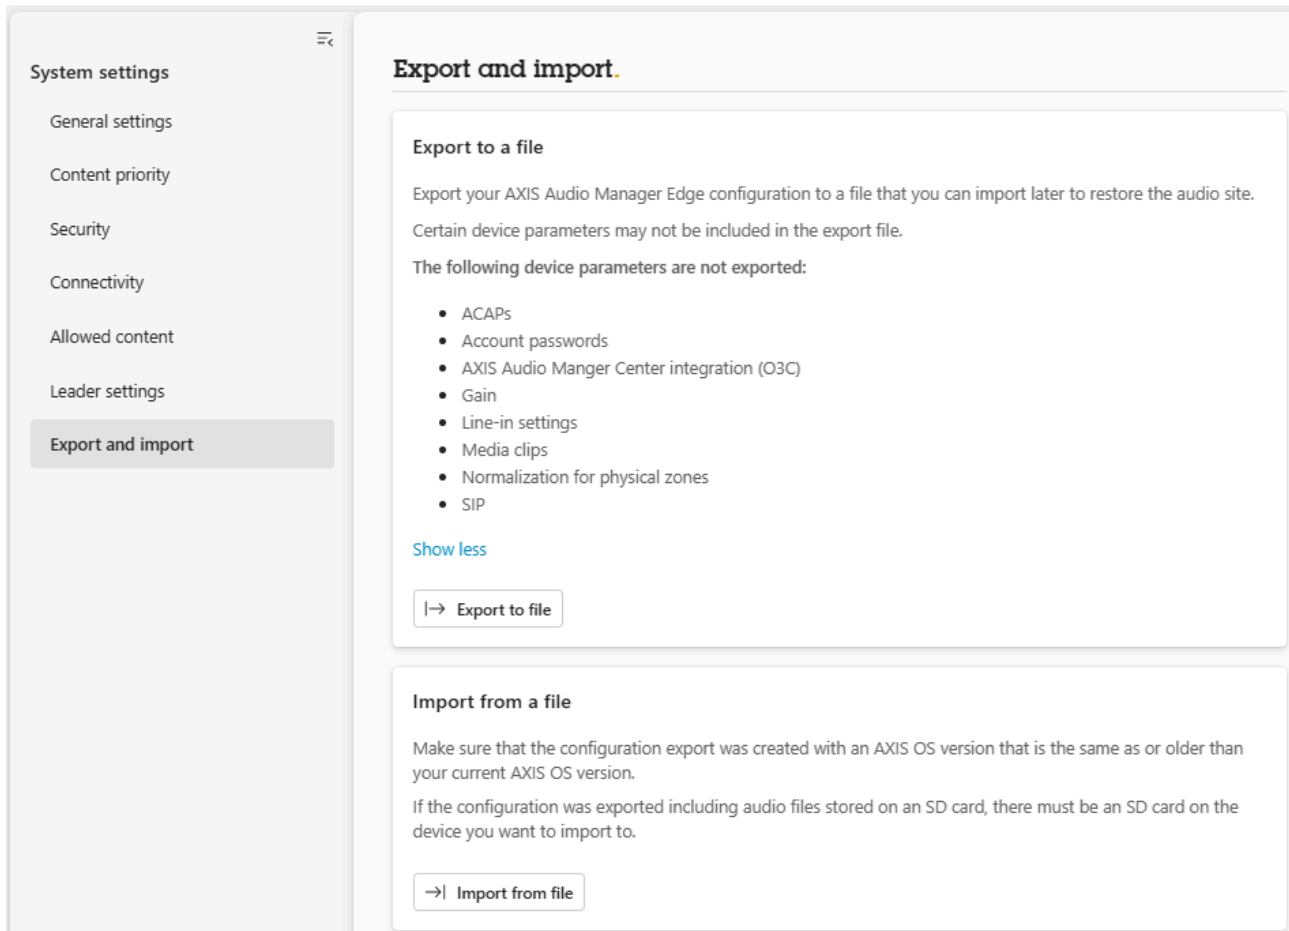 System settings
General settings
Content priority
Security
Connectivity
Allowed content
Leader settings
Export and import
Export and import.
Export to a file
Export your AXIS Audio Manager Edge configuration to a file that you can import later to restore the audio site.
Certain device parameters may not be included in the export file.
The following device parameters are not exported:
• ACAPs
• Account passwords
• AXIS Audio Manger Center integration (O3C)
• Gain
• Line-in settings
• Media clips
• Normalization for physical zones
• SIP
Show less
Export to file
Import from a file
Make sure that the configuration export was created with an AXIS OS version that is the same as or older than
your current AXIS OS version.
If the configuration was exported including audio files stored on an SD card, there must be an SD card on the
device you want to import to.
Import from file